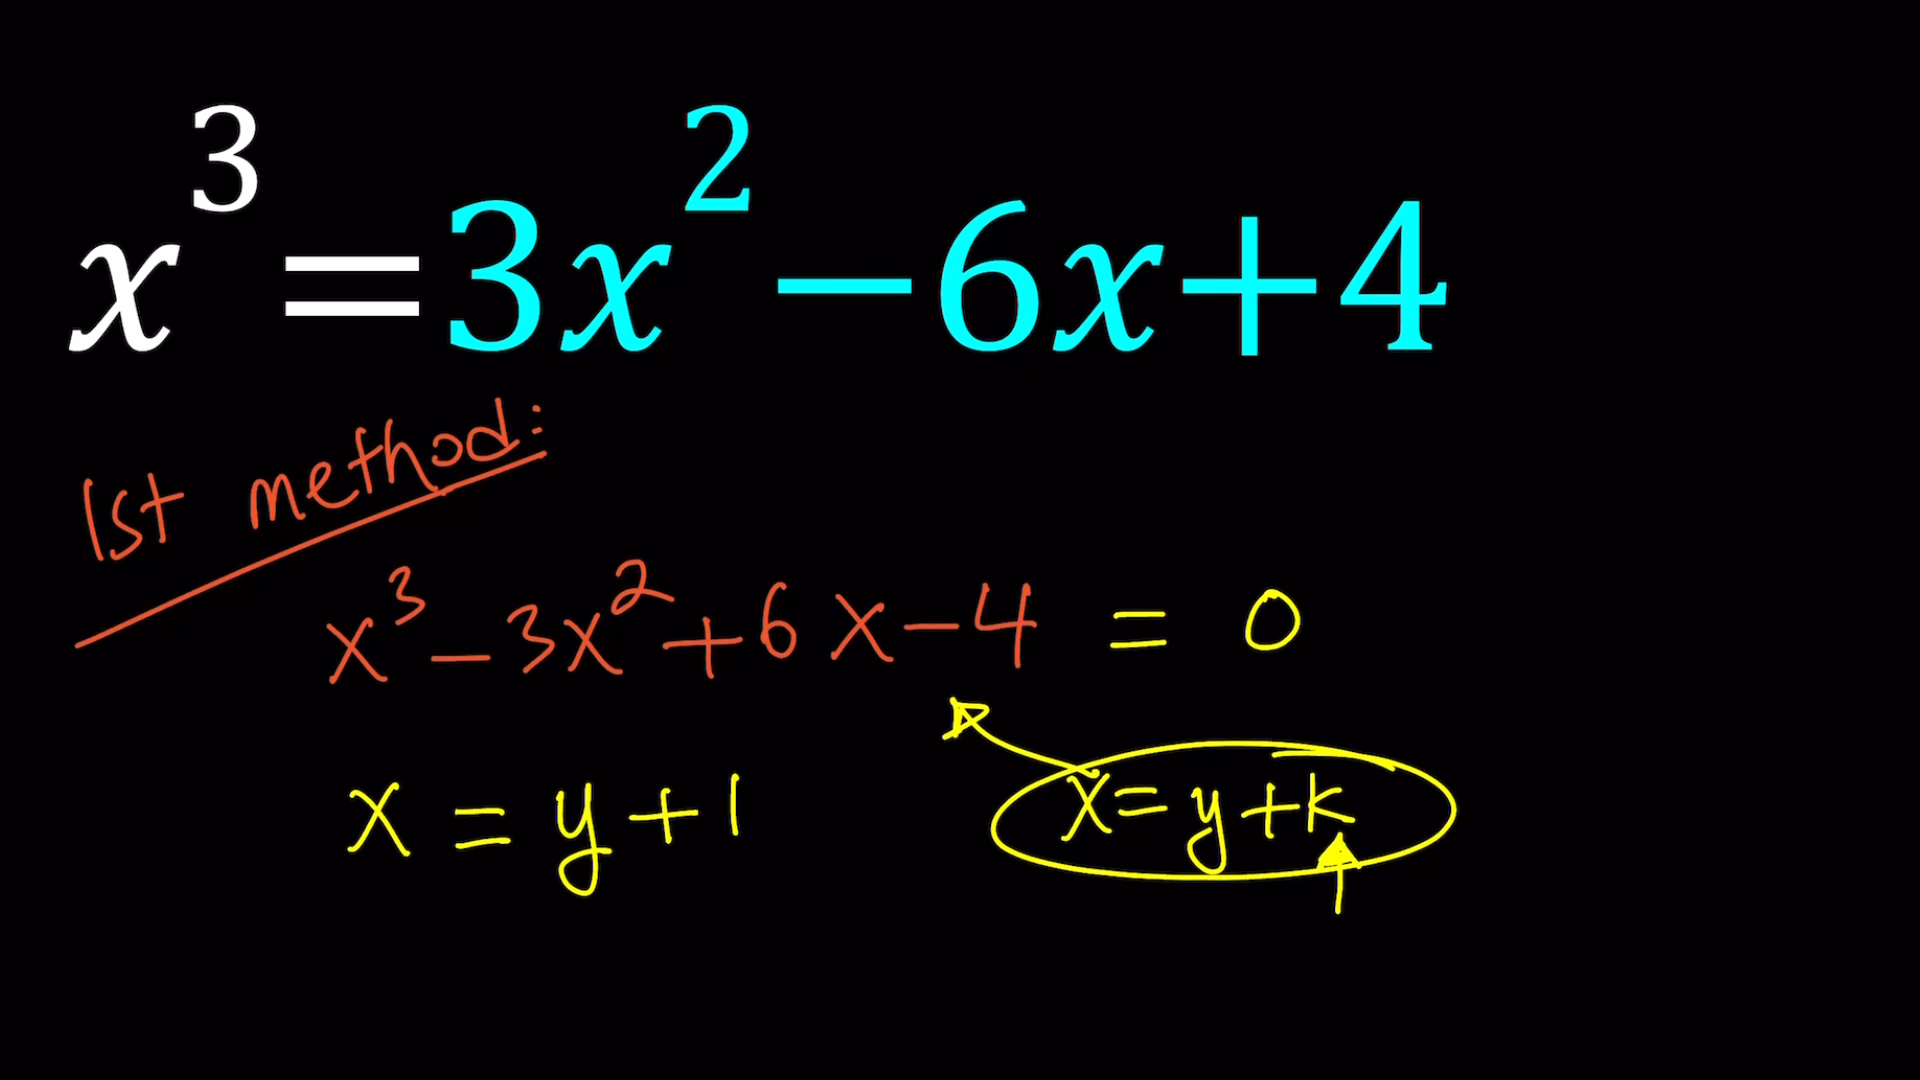 x³=3x²−6x+4
1st method:
x³−3x²+6x−4 = 0
x = y+1
x=y+k